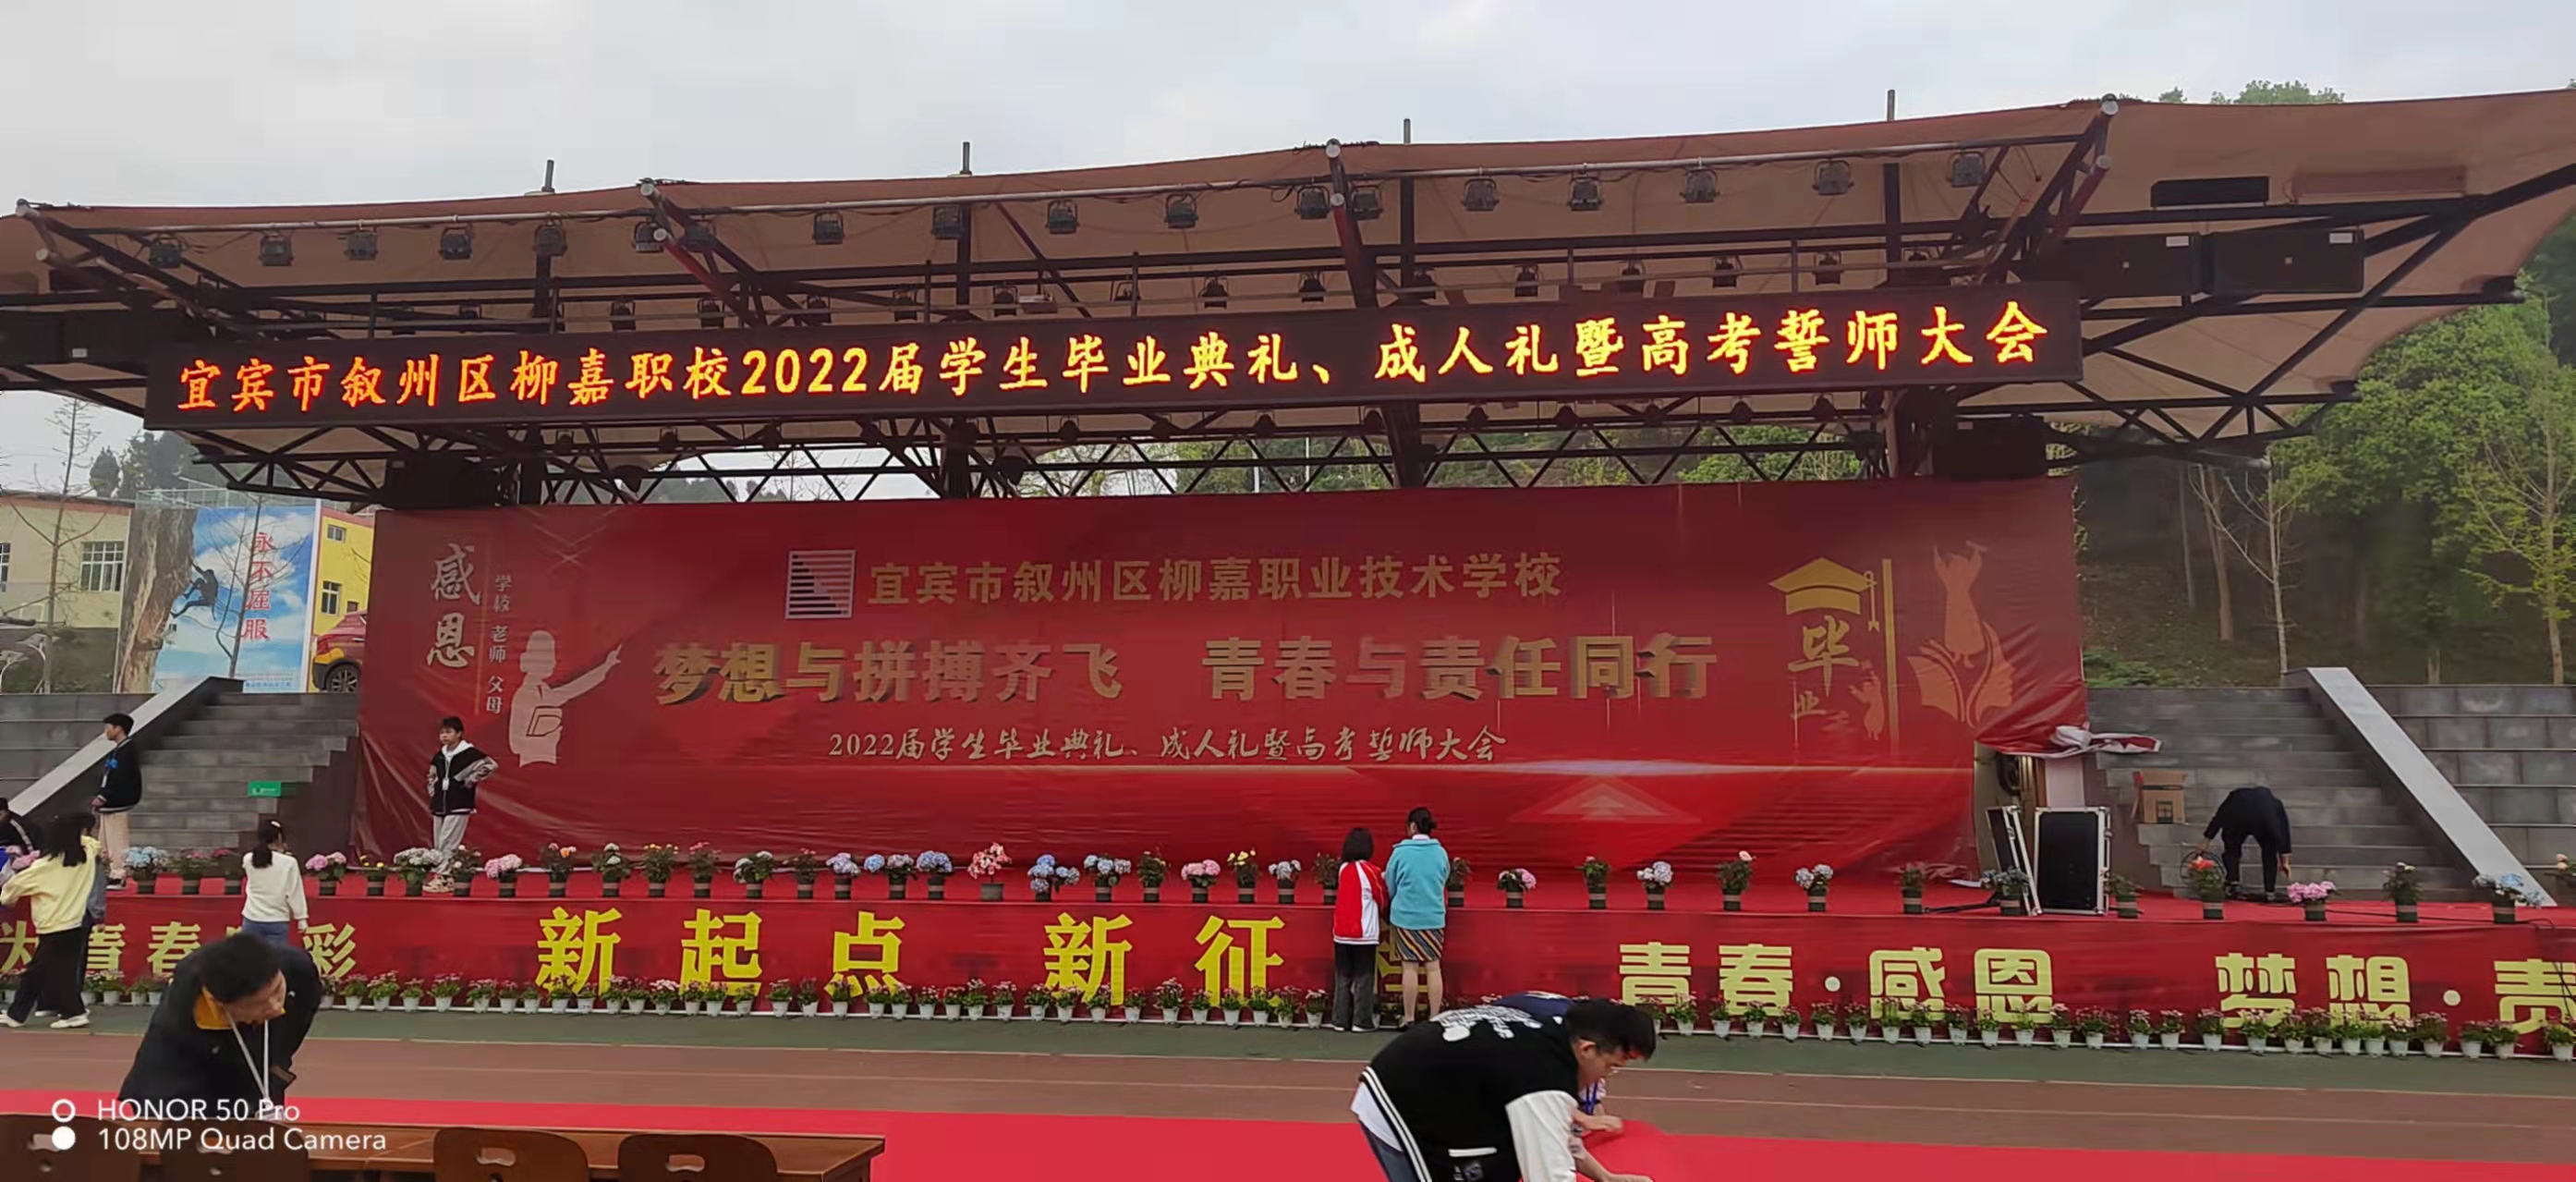 宜宾市叙州区柳嘉职校2022届学生毕业典礼、成人礼暨高考誓师大会
永不屈服
感恩
学校 老师 父母
宜宾市叙州区柳嘉职业技术学校
梦想与拼搏齐飞 青春与责任同行
2022届学生毕业典礼、成人礼暨高考誓师大会
毕业
为青春 彩
新起点 新征
青春·感恩
梦想·责
HONOR 50 Pro
108MP Quad Camera